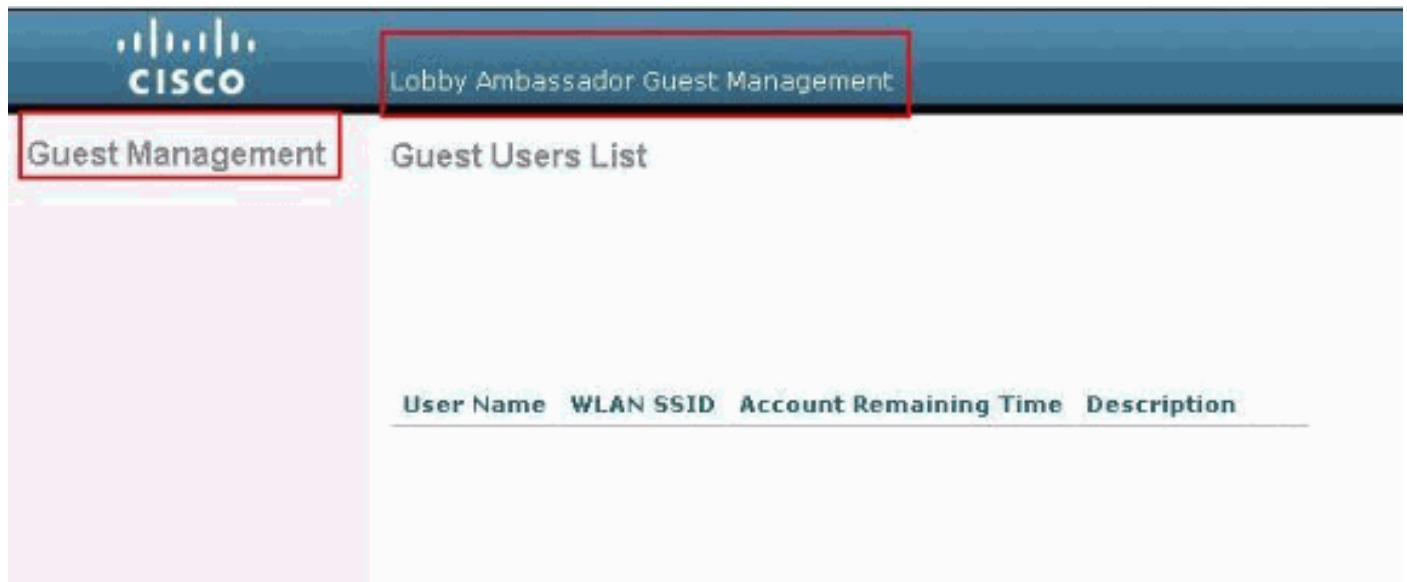 CISCO
Lobby Ambassador Guest Management
Guest Management
Guest Users List
User Name WLAN SSID Account Remaining Time Description